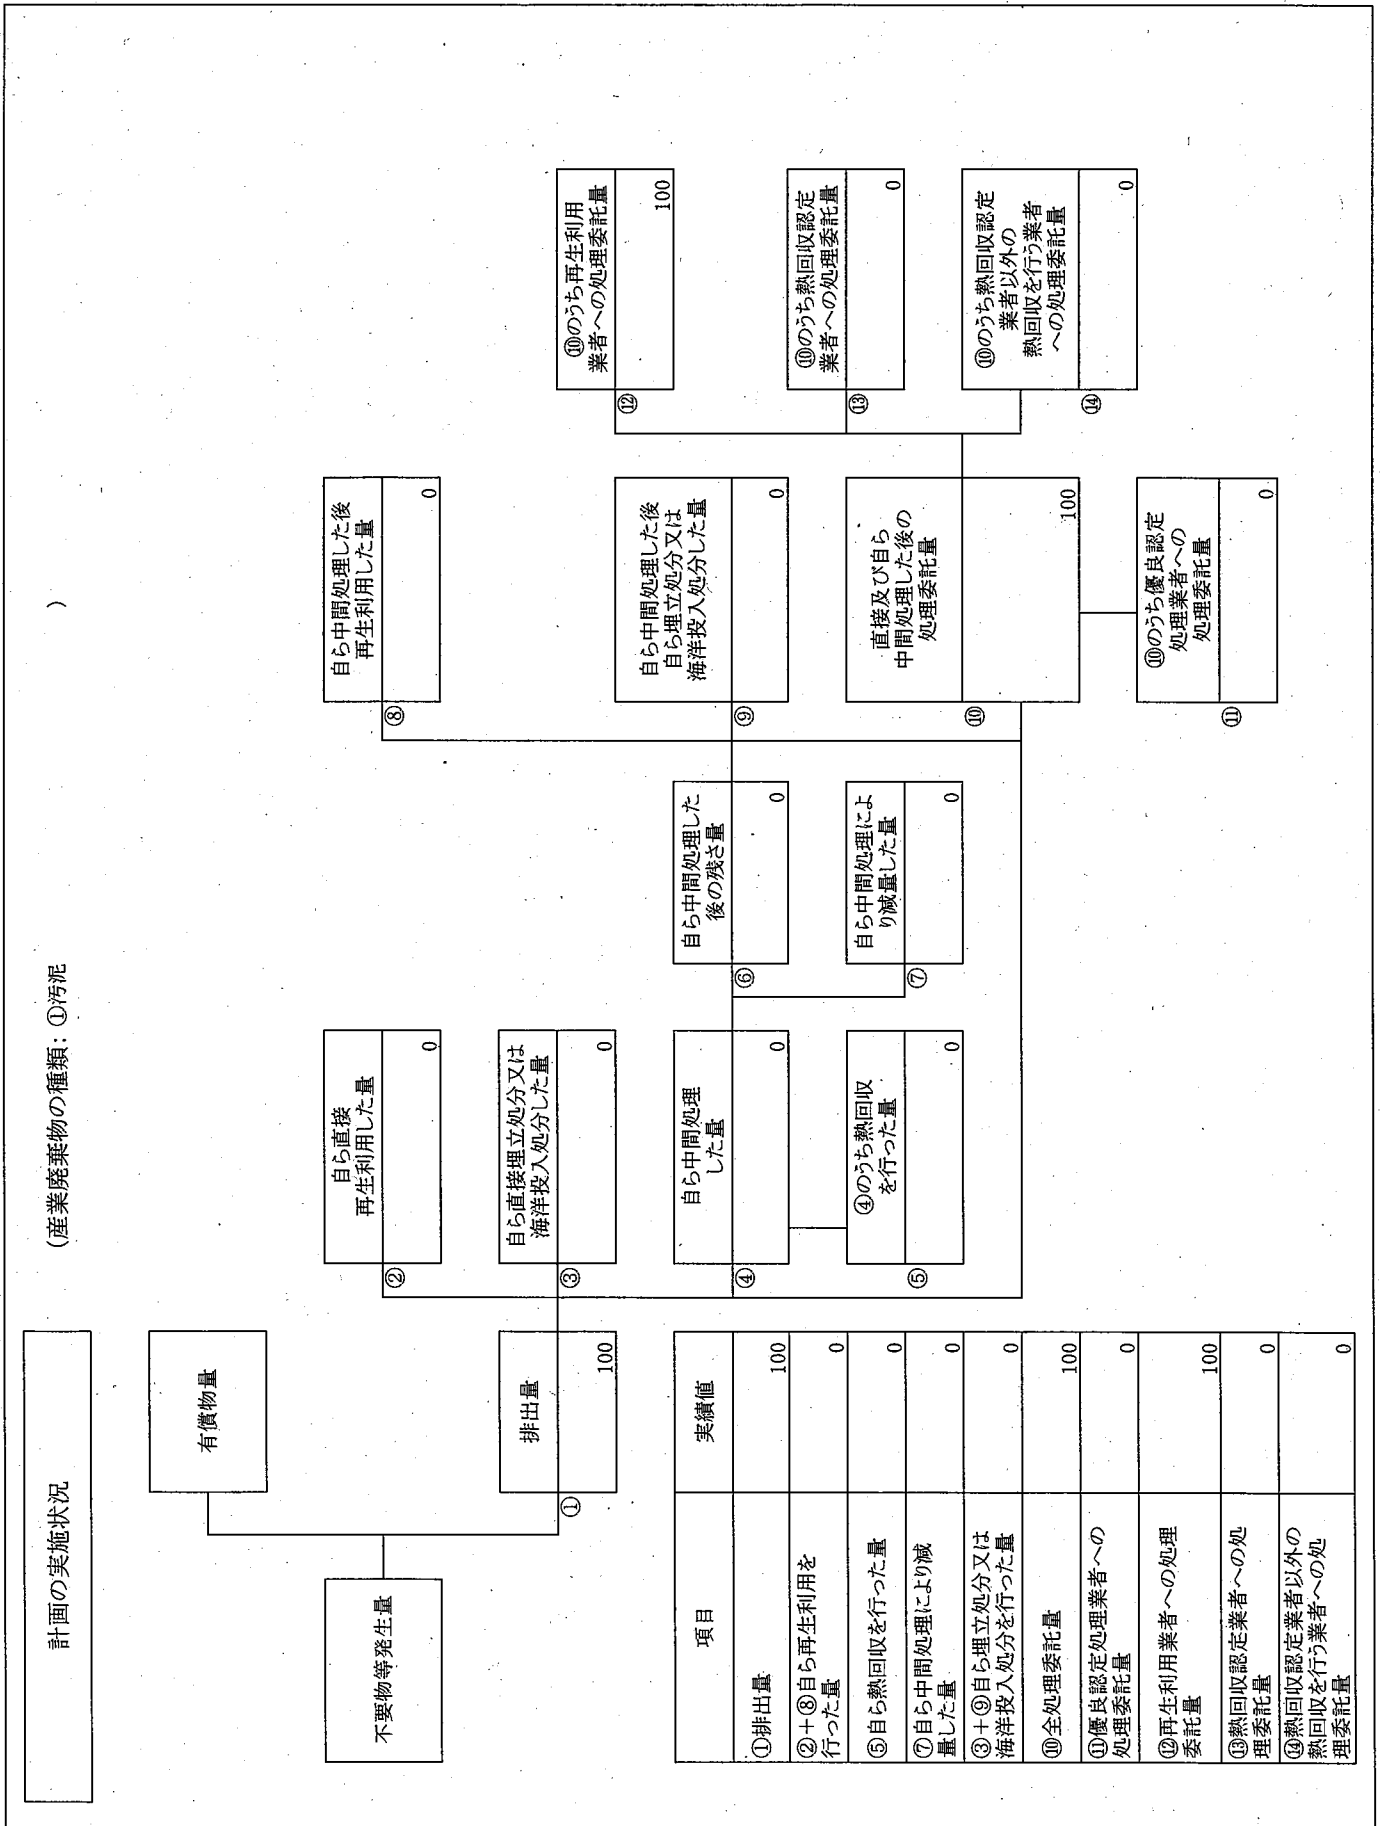 計画の実施状況
(産業廃棄物の種類：①汚泥
)
不要物等発生量
有償物量
①
排出量
100
②
自ら直接
再生利用した量
0
③
自ら直接埋立処分又は
海洋投入処分した量
0
④
自ら中間処理
した量
0
⑤
④のうち熱回収
を行った量
0
⑥
自ら中間処理した
後の残さ量
0
⑦
自ら中間処理によ
り減量した量
0
⑧
自ら中間処理した後
再生利用した量
0
⑨
自ら中間処理した後
自ら埋立処分又は
海洋投入処分した量
0
⑩
直接及び自ら
中間処理した後の
処理委託量
100
⑪
⑩のうち優良認定
処理業者への
処理委託量
0
⑫
⑩のうち再生利用
業者への処理委託量
100
⑬
⑩のうち熱回収認定
業者への処理委託量
0
⑭
⑩のうち熱回収認定
業者以外の
熱回収を行う業者
への処理委託量
0
項目
実績値
①排出量
100
②＋⑧自ら再生利用を
行った量
0
⑤自ら熱回収を行った量
0
⑦自ら中間処理により減
量した量
0
③＋⑨自ら埋立処分又は
海洋投入処分を行った量
0
⑩全処理委託量
100
⑪優良認定処理業者への
処理委託量
0
⑫再生利用業者への処理
委託量
100
⑬熱回収認定業者への処
理委託量
0
⑭熱回収認定業者以外の
熱回収を行う業者への処
理委託量
0